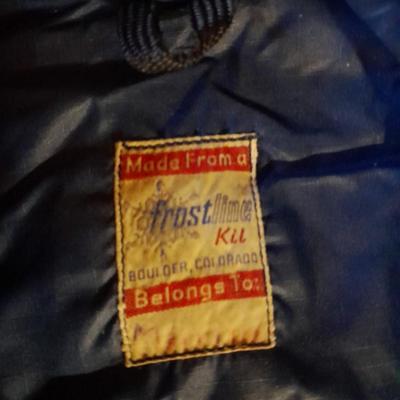 Made From a
frostline
Kit
BOULDER, COLORADO
Belongs To: